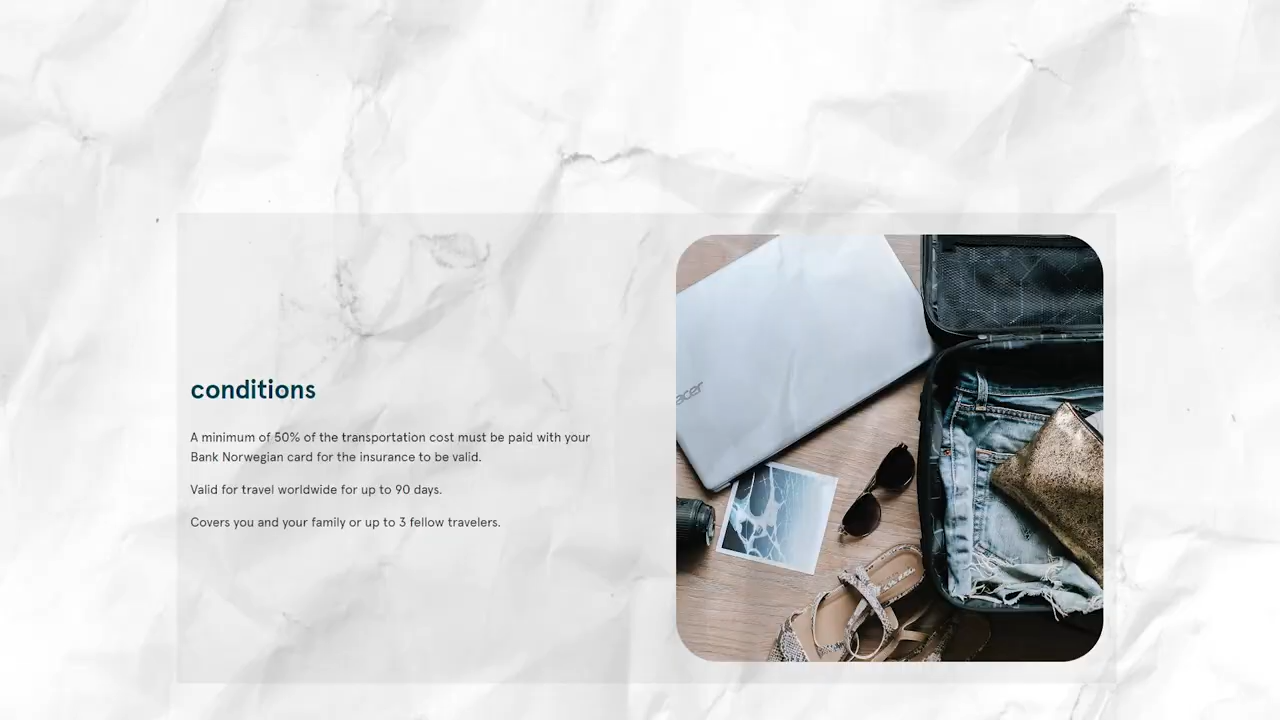 conditions
A minimum of 50% of the transportation cost must be paid with your
Bank Norwegian card for the insurance to be valid.
Valid for travel worldwide for up to 90 days.
Covers you and your family or up to 3 fellow travelers.
acer